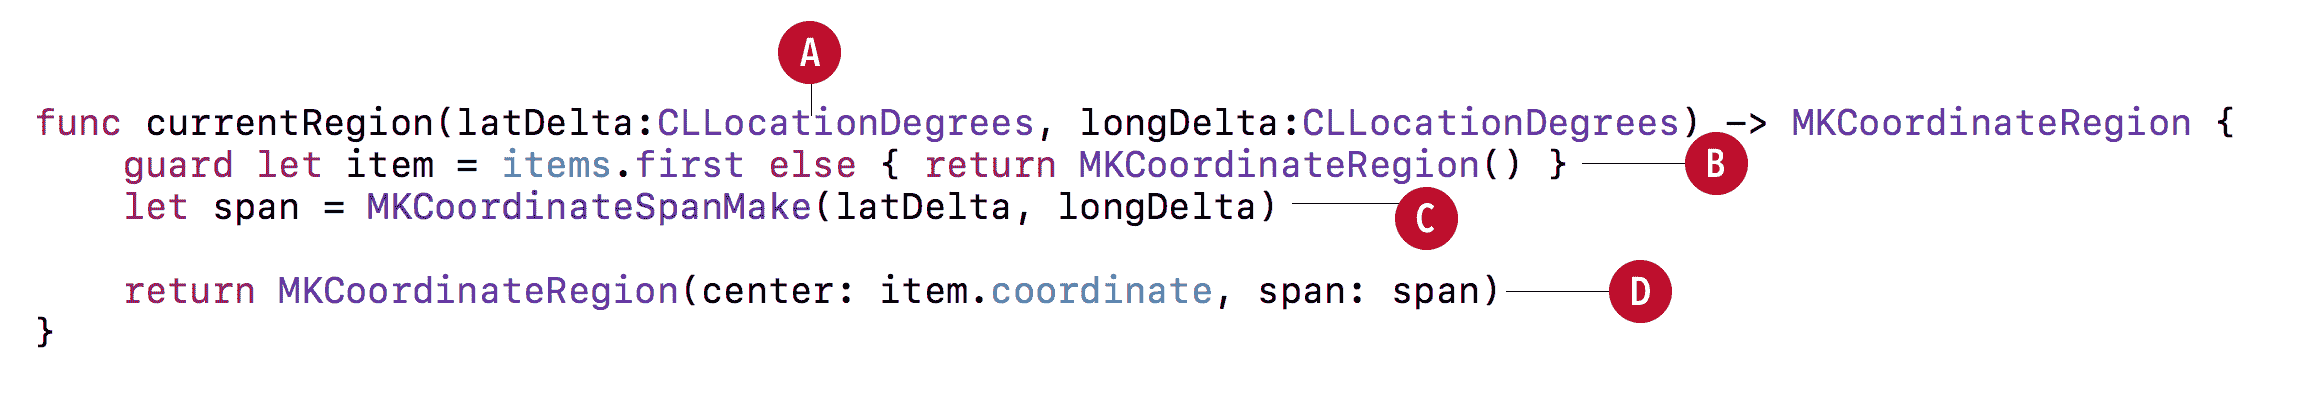 A
func currentRegion(latDelta:CLLocationDegrees, longDelta:CLLocationDegrees) -> MKCoordinateRegion {
    guard let item = items.first else { return MKCoordinateRegion() } B
    let span = MKCoordinateSpanMake(latDelta, longDelta) C
    return MKCoordinateRegion(center: item.coordinate, span: span) D
}